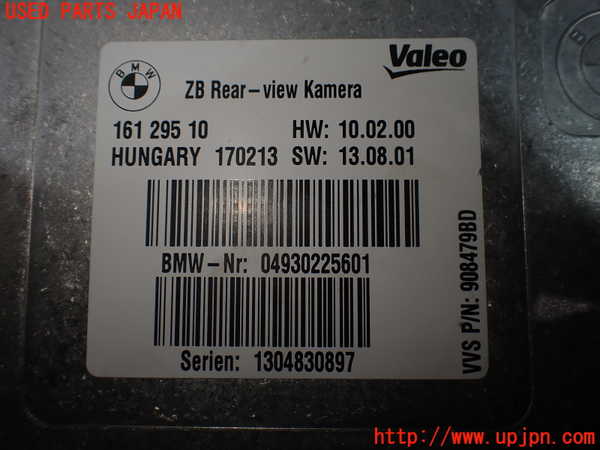 USED PARTS JAPAN
BMW
Valeo
ZB Rear-view Kamera
161 295 10 HW: 10.02.00
HUNGARY 170213 SW: 13.08.01
BMW-Nr: 04930225601
Serien: 1304830897
VVS P/N: 908479BD
http://www.upjpn.com/